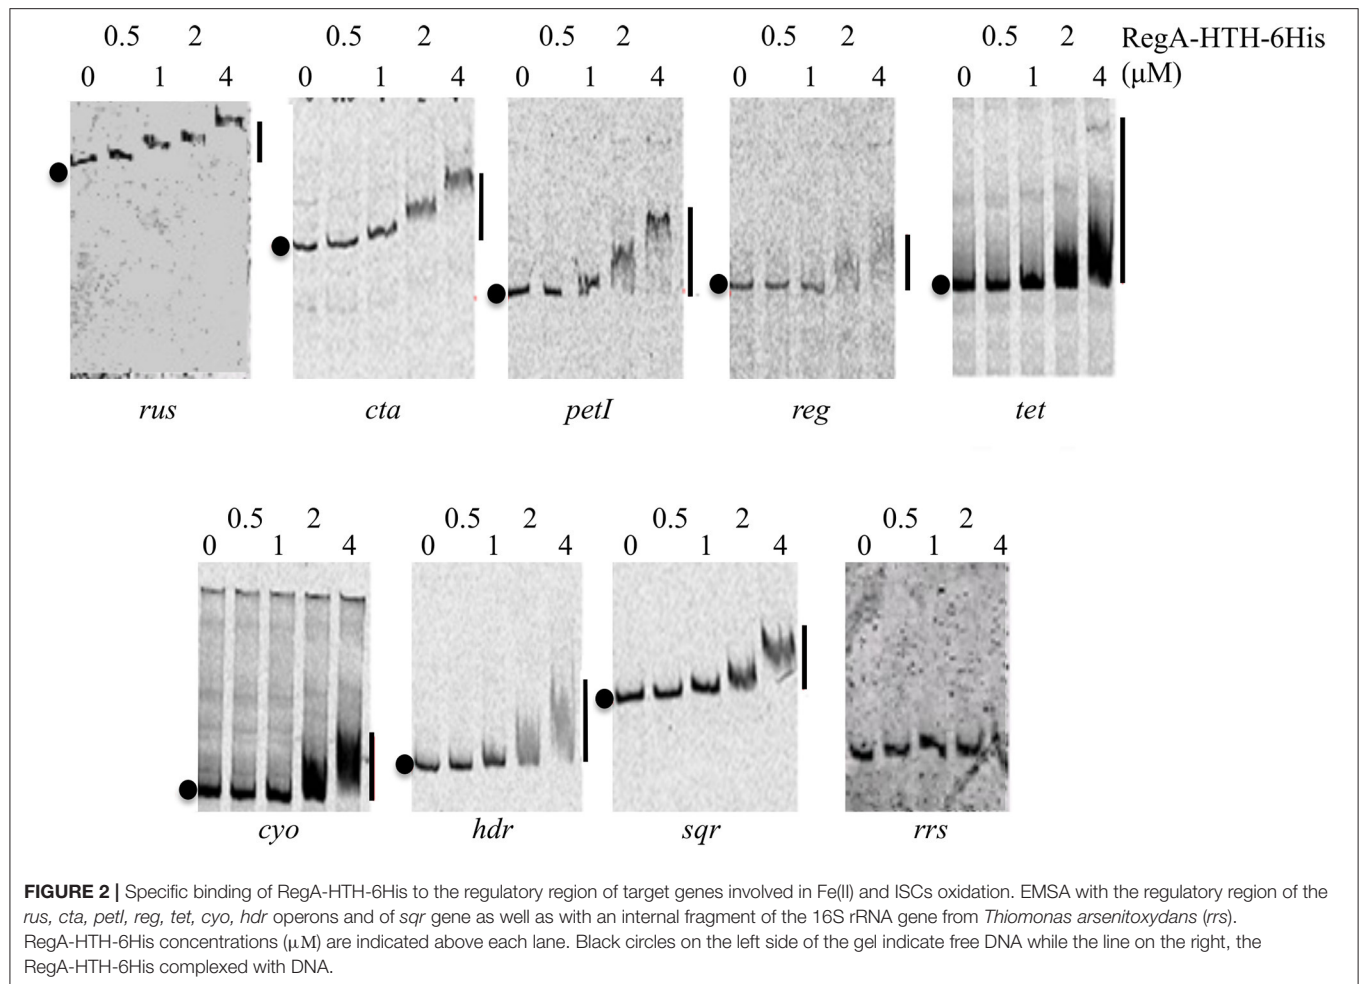 0.5 2 0.5 2 0.5 2 0.5 2 0.5 2 RegA-HTH-6His
0 1 4 0 1 4 0 1 4 0 1 4 0 1 4 (μM)
rus cta petI reg tet
0.5 2 0.5 2 0.5 2 0.5 2
0 1 4 0 1 4 0 1 4 0 1 4
cyo hdr sqr rrs
FIGURE 2 | Specific binding of RegA-HTH-6His to the regulatory region of target genes involved in Fe(II) and ISCs oxidation. EMSA with the regulatory region of the
rus, cta, petI, reg, tet, cyo, hdr operons and of sqr gene as well as with an internal fragment of the 16S rRNA gene from Thiomonas arsenitoxydans (rrs).
RegA-HTH-6His concentrations (μM) are indicated above each lane. Black circles on the left side of the gel indicate free DNA while the line on the right, the
RegA-HTH-6His complexed with DNA.